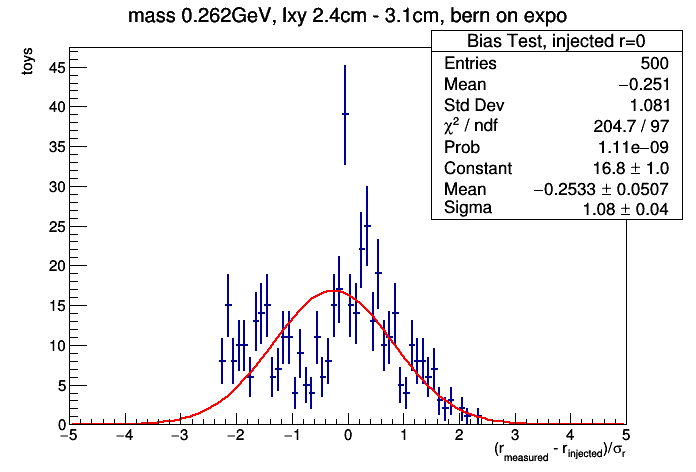 mass 0.262GeV, lxy 2.4cm - 3.1cm, bern on expo
Bias Test, injected r=0
Entries 500
Mean −0.251
Std Dev 1.081
χ² / ndf 204.7 / 97
Prob 1.11e−09
Constant 16.8 ± 1.0
Mean −0.2533 ± 0.0507
Sigma 1.08 ± 0.04
toys
45
40
35
30
25
20
15
10
5
0
−5 −4 −3 −2 −1 0 1 2 3 4 5
(r_measured - r_injected)/σ_r